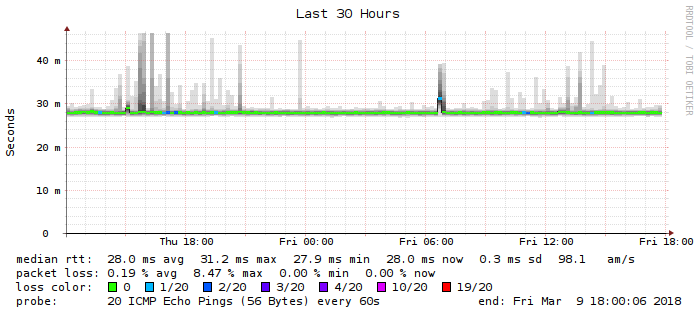 Last 30 Hours
RRDTOOL / TOBI OETIKER
Seconds
40 m
30 m
20 m
10 m
0
Thu 18:00 Fri 00:00 Fri 06:00 Fri 12:00 Fri 18:00
median rtt: 28.0 ms avg 31.2 ms max 27.9 ms min 28.0 ms now 0.3 ms sd 98.1 am/s
packet loss: 0.19 % avg 8.47 % max 0.00 % min 0.00 % now
loss color: 0 1/20 2/20 3/20 4/20 10/20 19/20
probe: 20 ICMP Echo Pings (56 Bytes) every 60s end: Fri Mar 9 18:00:06 2018